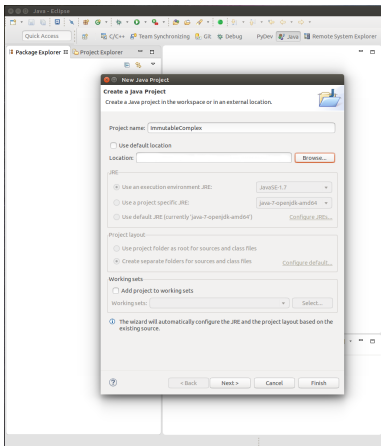 Java - Eclipse
Quick Access
C/C++
Team Synchronizing
Git
Debug
PyDev
Java
Remote System Explorer
Package Explorer
Project Explorer
New Java Project
Create a Java Project
Create a Java project in the workspace or in an external location.
Project name: ImmutableComplex
Use default location
Location:
Browse...
JRE
Use an execution environment JRE:
JavaSE-1.7
Use a project specific JRE:
java-7-openjdk-amd64
Use default JRE (currently 'java-7-openjdk-amd64')
Configure JREs...
Project layout
Use project folder as root for sources and class files
Create separate folders for sources and class files
Configure default...
Working sets
Add project to working sets
Working sets:
Select...
The wizard will automatically configure the JRE and the project layout based on the
existing source.
< Back
Next >
Cancel
Finish